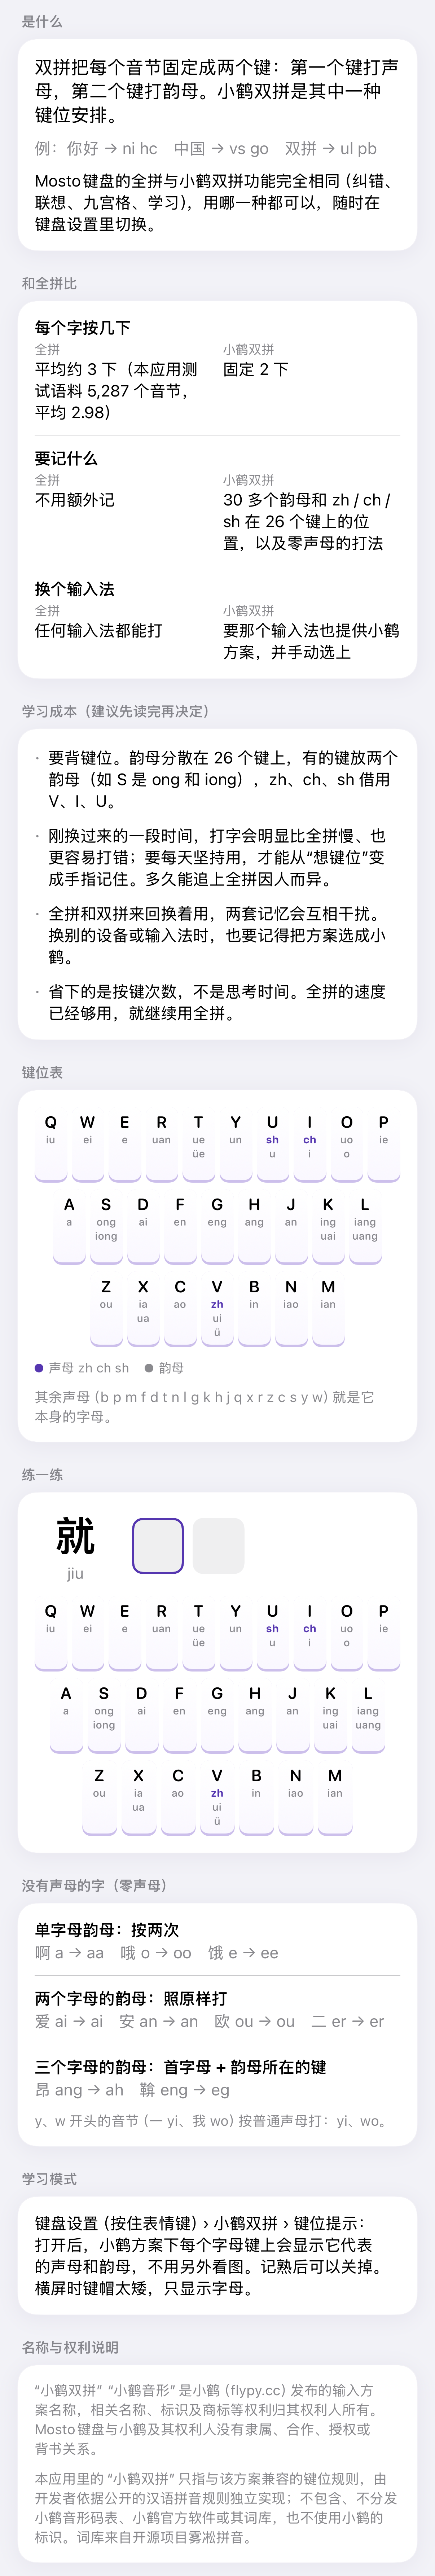 是什么
双拼把每个音节固定成两个键：第一个键打声
母，第二个键打韵母。小鹤双拼是其中一种
键位安排。
例：你好 → ni hc 中国 → vs go 双拼 → ul pb
Mosto键盘的全拼与小鹤双拼功能完全相同（纠错、
联想、九宫格、学习），用哪一种都可以，随时在
键盘设置里切换。
和全拼比
每个字按几下
全拼 小鹤双拼
平均约 3 下（本应用测 固定 2 下
试语料 5,287 个音节，
平均 2.98）
要记什么
全拼 小鹤双拼
不用额外记 30 多个韵母和 zh / ch /
sh 在 26 个键上的位
置，以及零声母的打法
换个输入法
全拼 小鹤双拼
任何输入法都能打 要那个输入法也提供小鹤
方案，并手动选上
学习成本（建议先读完再决定）
· 要背键位。韵母分散在 26 个键上，有的键放两个
韵母（如 S 是 ong 和 iong），zh、ch、sh 借用
V、I、U。
· 刚换过来的一段时间，打字会明显比全拼慢、也
更容易打错；要每天坚持用，才能从“想键位”变
成手指记住。多久能追上全拼因人而异。
· 全拼和双拼来回换着用，两套记忆会互相干扰。
换别的设备或输入法时，也要记得把方案选成小
鹤。
· 省下的是按键次数，不是思考时间。全拼的速度
已经够用，就继续用全拼。
键位表
Q W E R T Y U I O P
iu ei e uan ue un sh ch uo ie
üe u i o
A S D F G H J K L
a ong ai en eng ang an ing iang
iong uai uang
Z X C V B N M
ou ia ao zh in iao ian
ua ui
ü
声母 zh ch sh 韵母
其余声母 (b p m f d t n l g k h j q x r z c s y w) 就是它
本身的字母。
练一练
就
jiu
Q W E R T Y U I O P
iu ei e uan ue un sh ch uo ie
üe u i o
A S D F G H J K L
a ong ai en eng ang an ing iang
iong uai uang
Z X C V B N M
ou ia ao zh in iao ian
ua ui
ü
没有声母的字（零声母）
单字母韵母：按两次
啊 a → aa 哦 o → oo 饿 e → ee
两个字母的韵母：照原样打
爱 ai → ai 安 an → an 欧 ou → ou 二 er → er
三个字母的韵母：首字母 + 韵母所在的键
昂 ang → ah 鞥 eng → eg
y、w 开头的音节（一 yi、我 wo）按普通声母打：yi、wo。
学习模式
键盘设置（按住表情键）› 小鹤双拼 › 键位提示：
打开后，小鹤方案下每个字母键上会显示它代表
的声母和韵母，不用另外看图。记熟后可以关掉。
横屏时键帽太矮，只显示字母。
名称与权利说明
“小鹤双拼” “小鹤音形” 是小鹤 (flypy.cc) 发布的输入方
案名称，相关名称、标识及商标等权利归其权利人所有。
Mosto键盘与小鹤及其权利人没有隶属、合作、授权或
背书关系。
本应用里的 “小鹤双拼” 只指与该方案兼容的键位规则，由
开发者依据公开的汉语拼音规则独立实现；不包含、不分发
小鹤音形码表、小鹤官方软件或其词库，也不使用小鹤的
标识。词库来自开源项目雾凇拼音。